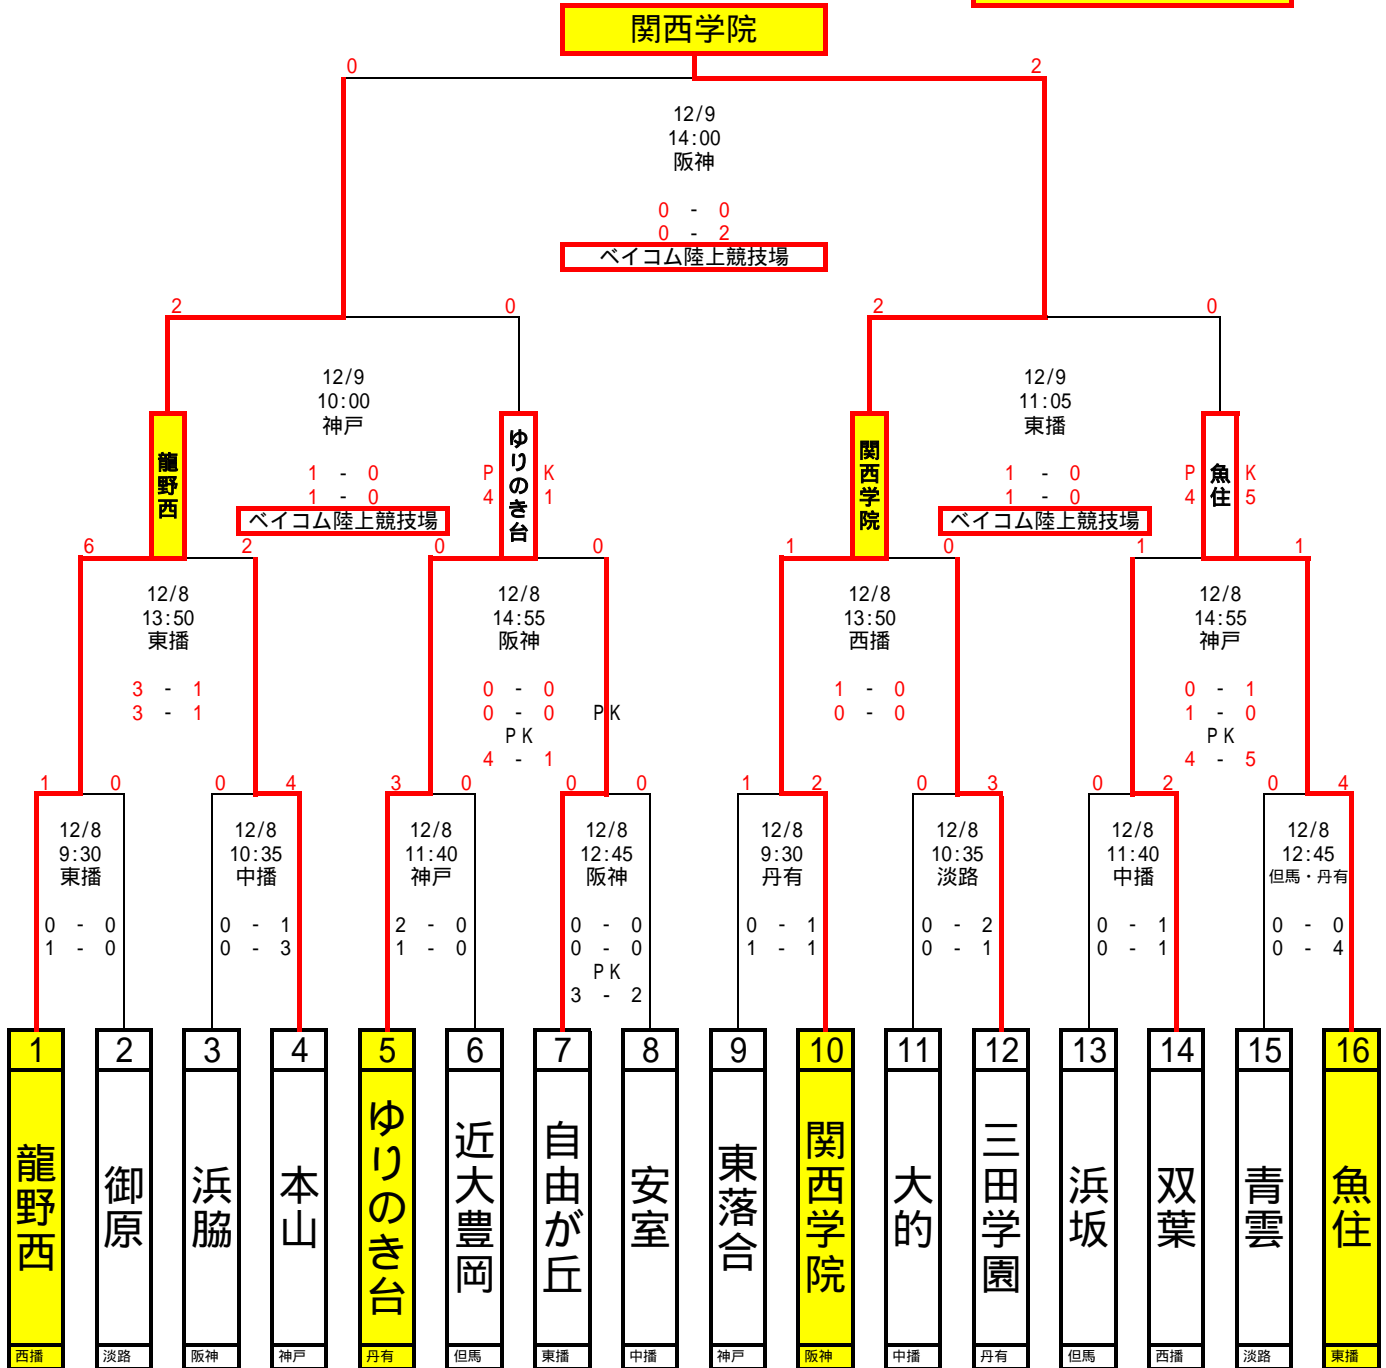 関西学院
0 2
12/9
14:00
阪神
0 - 0
0 - 2
ベイコム陸上競技場
2 0 2 0
12/9 12/9
10:00 11:05
神戸 東播
龍野西 ゆりのき台 関西学院 魚住
1 - 0 P K 1 - 0 P K
1 - 0 4 1 1 - 0 4 5
ベイコム陸上競技場 ベイコム陸上競技場
6 2 0 0 1 0 1 1
12/8 12/8 12/8 12/8
13:50 14:55 13:50 14:55
東播 阪神 西播 神戸
3 - 1 0 - 0 1 - 0 0 - 1
3 - 1 0 - 0 PK 0 - 0 1 - 0
PK PK
4 - 1 4 - 5
1 0 0 4 3 0 0 0 1 2 0 3 0 2 0 4
12/8 12/8 12/8 12/8 12/8 12/8 12/8 12/8
9:30 10:35 11:40 12:45 9:30 10:35 11:40 12:45
東播 中播 神戸 阪神 丹有 淡路 中播 但馬・丹有
0 - 0 0 - 1 2 - 0 0 - 0 0 - 1 0 - 2 0 - 1 0 - 0
1 - 0 0 - 3 1 - 0 0 - 0 1 - 1 0 - 1 0 - 1 0 - 4
PK
3 - 2
1 2 3 4 5 6 7 8 9 10 11 12 13 14 15 16
龍野西 御原 浜脇 本山 ゆりのき台 近大豊岡 自由が丘 安室 東落合 関西学院 大的 三田学園 浜坂 双葉 青雲 魚住
西播 淡路 阪神 神戸 丹有 但馬 東播 中播 神戸 阪神 中播 丹有 但馬 西播 淡路 東播